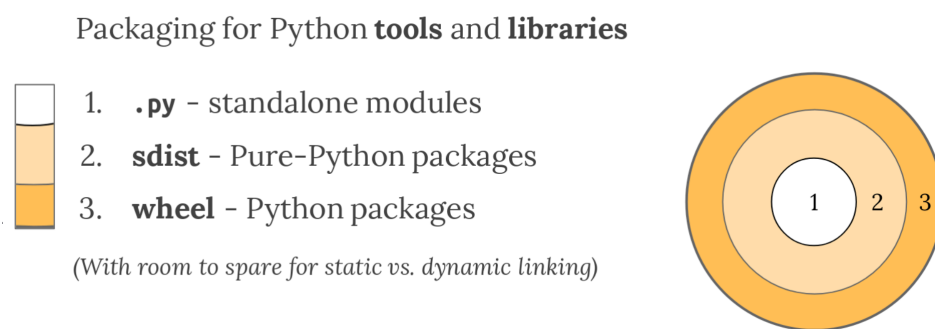 Packaging for Python tools and libraries
1. .py - standalone modules
2. sdist - Pure-Python packages
3. wheel - Python packages
(With room to spare for static vs. dynamic linking)
1 2 3